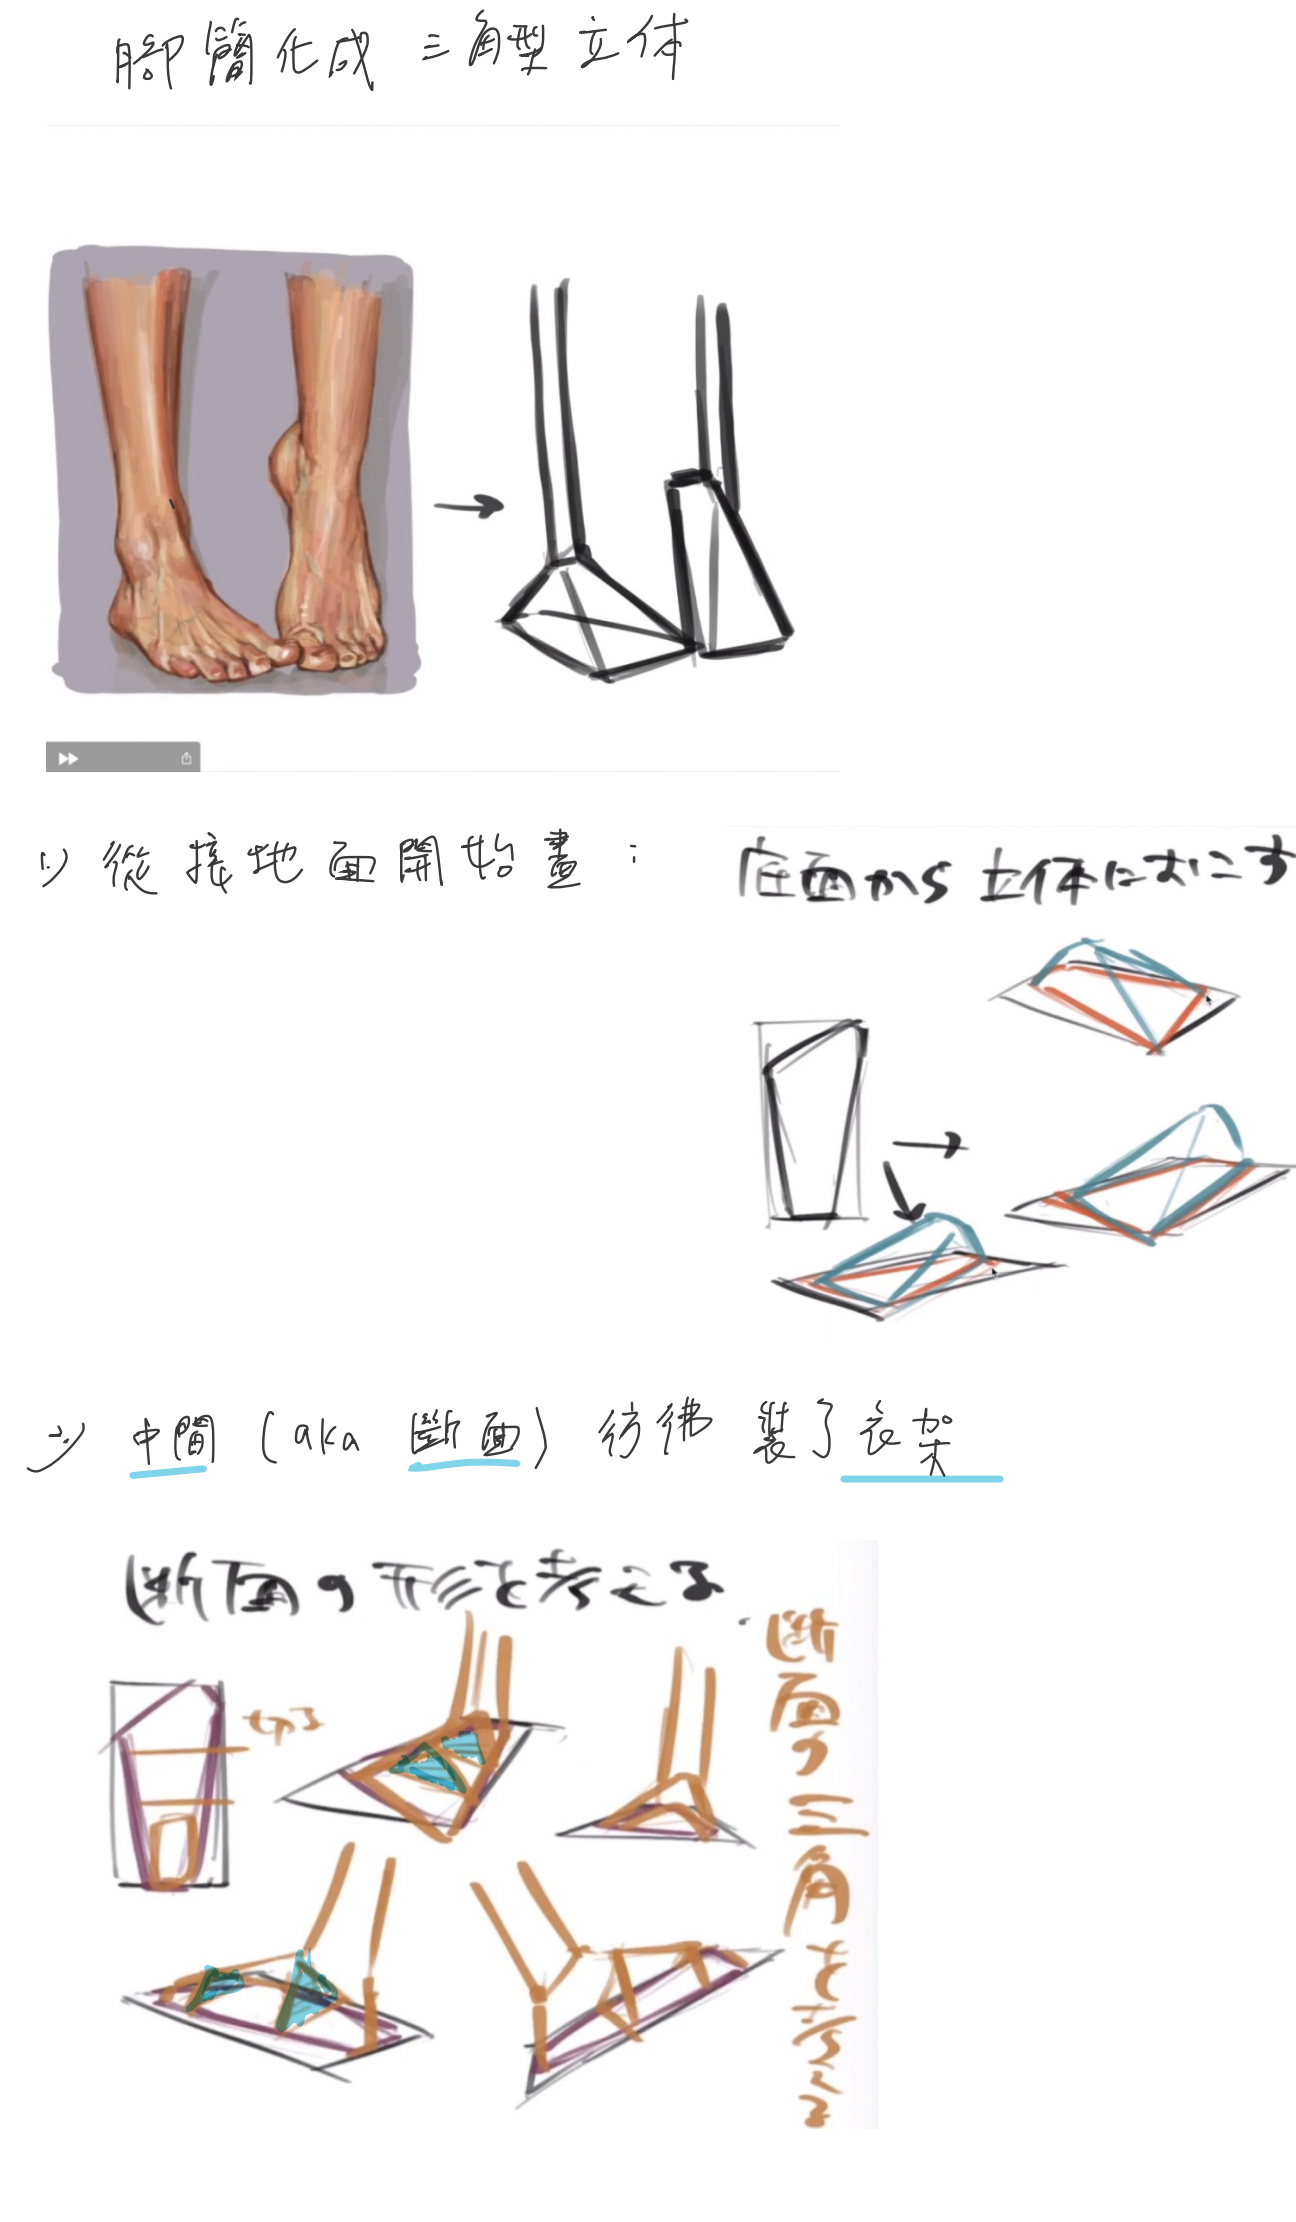 腳簡化成 三角型立体
1) 從接地面開始畫：
底面から立体におこす
2) 中間 (aka 斷面) 彷彿 裝了衣架
断面の形を考える.
切る
断面の三角を考える